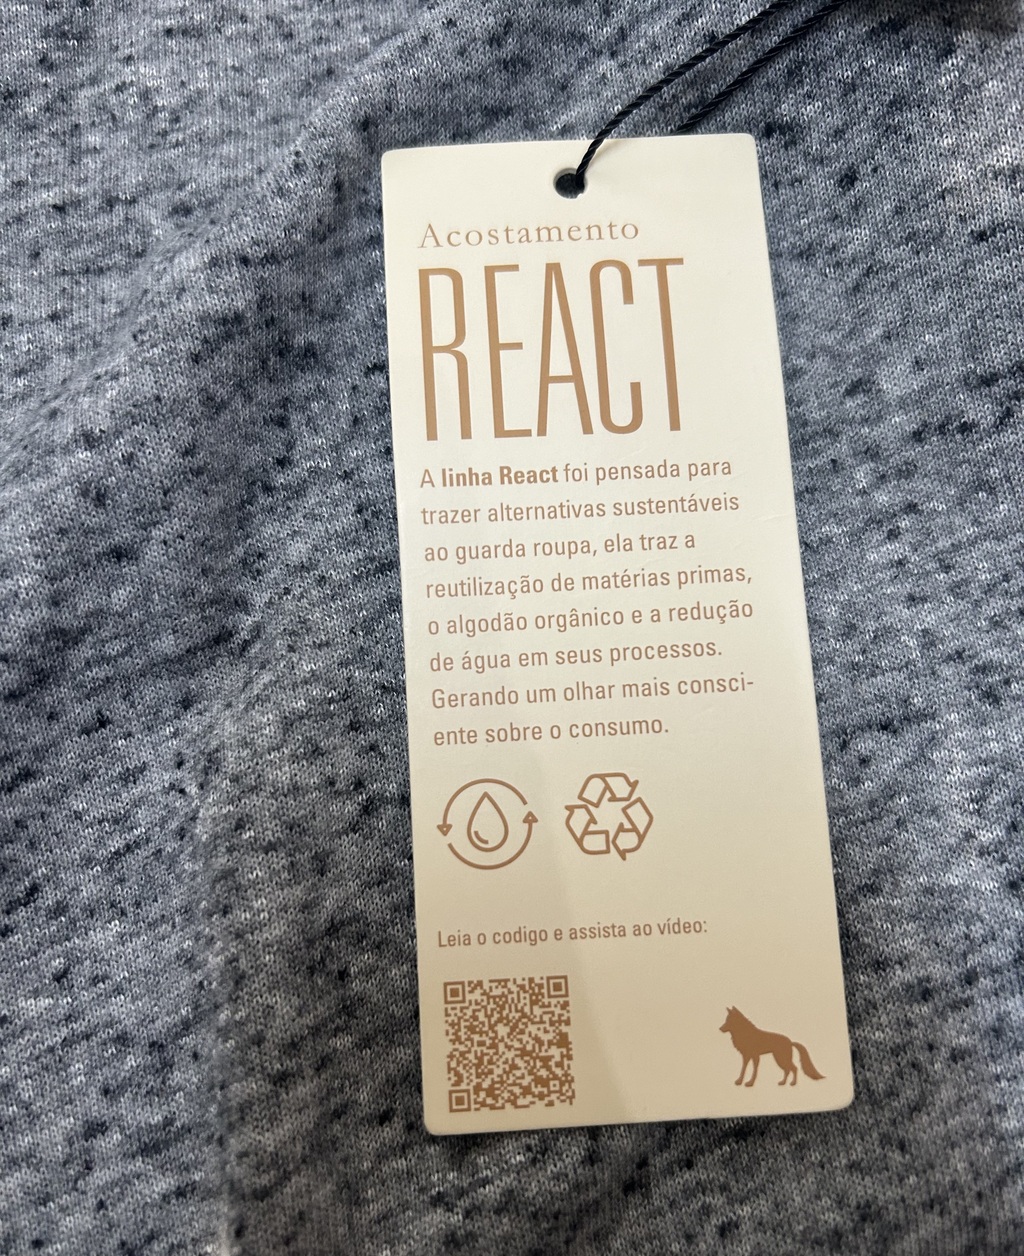 Acostamento
REACT
A linha React foi pensada para
trazer alternativas sustentáveis
ao guarda roupa, ela traz a
reutilização de matérias primas,
o algodão orgânico e a redução
de água em seus processos.
Gerando um olhar mais consci-
ente sobre o consumo.
Leia o codigo e assista ao vídeo: